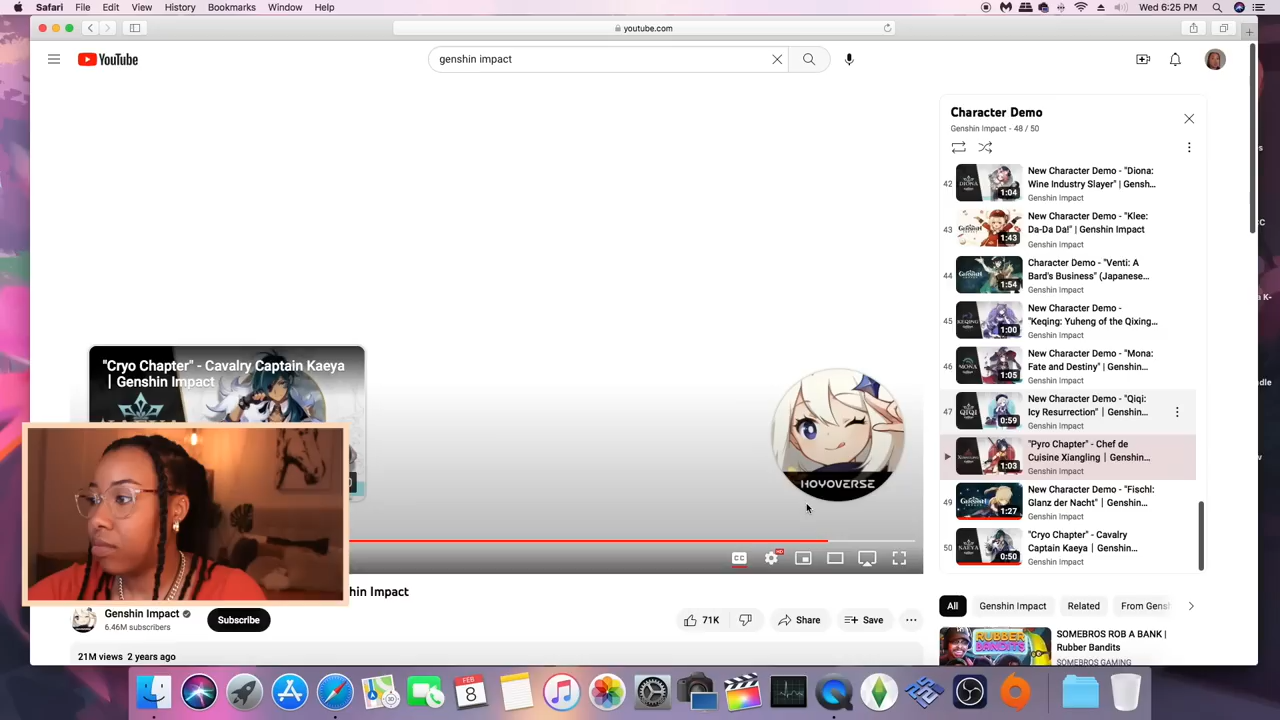 Safari File Edit View History Bookmarks Window Help
Wed 6:25 PM
youtube.com
YouTube
genshin impact
Character Demo
Genshin Impact - 48 / 50
42
New Character Demo - "Diona:
Wine Industry Slayer" | Gensh...
Genshin Impact
1:04
43
New Character Demo - "Klee:
Da-Da Da!" | Genshin Impact
Genshin Impact
1:43
44
Character Demo - "Venti: A
Bard's Business" (Japanese...
Genshin Impact
1:54
45
New Character Demo -
"Keqing: Yuheng of the Qixing...
Genshin Impact
1:00
46
New Character Demo - "Mona:
Fate and Destiny" | Genshin...
Genshin Impact
1:05
47
New Character Demo - "Qiqi:
Icy Resurrection" | Genshin...
Genshin Impact
0:59
"Pyro Chapter" - Chef de
Cuisine Xiangling | Genshin...
Genshin Impact
1:03
49
New Character Demo - "Fischl:
Glanz der Nacht" | Genshin...
Genshin Impact
1:27
50
"Cryo Chapter" - Cavalry
Captain Kaeya | Genshin...
Genshin Impact
0:50
"Cryo Chapter" - Cavalry Captain Kaeya
| Genshin Impact
HOYOVERSE
CC
HD
hin Impact
Genshin Impact
6.46M subscribers
Subscribe
71K
Share
Save
21M views 2 years ago
All
Genshin Impact
Related
From Gensh
SOMEBROS ROB A BANK |
Rubber Bandits
SOMEBROS GAMING
RUBBER
BANDITS
FEB
8